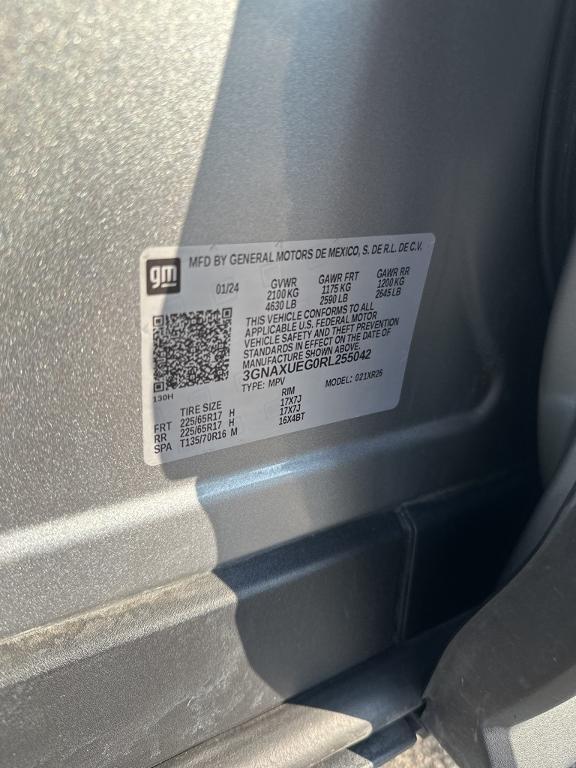 gm
MFD BY GENERAL MOTORS DE MEXICO, S. DE R.L. DE C.V.
01/24 GVWR GAWR FRT GAWR RR
2100 KG 1175 KG 1200 KG
4630 LB 2590 LB 2645 LB
THIS VEHICLE CONFORMS TO ALL
APPLICABLE U.S. FEDERAL MOTOR
VEHICLE SAFETY AND THEFT PREVENTION
STANDARDS IN EFFECT ON THE DATE OF
MANUFACTURE SHOWN ABOVE.
3GNAXUEG0RL255042
TYPE: MPV MODEL: 021XR26
130H
TIRE SIZE RIM
FRT 225/65R17 H 17X7J
RR 225/65R17 H 17X7J
SPA T135/70R16 M 16X4BT